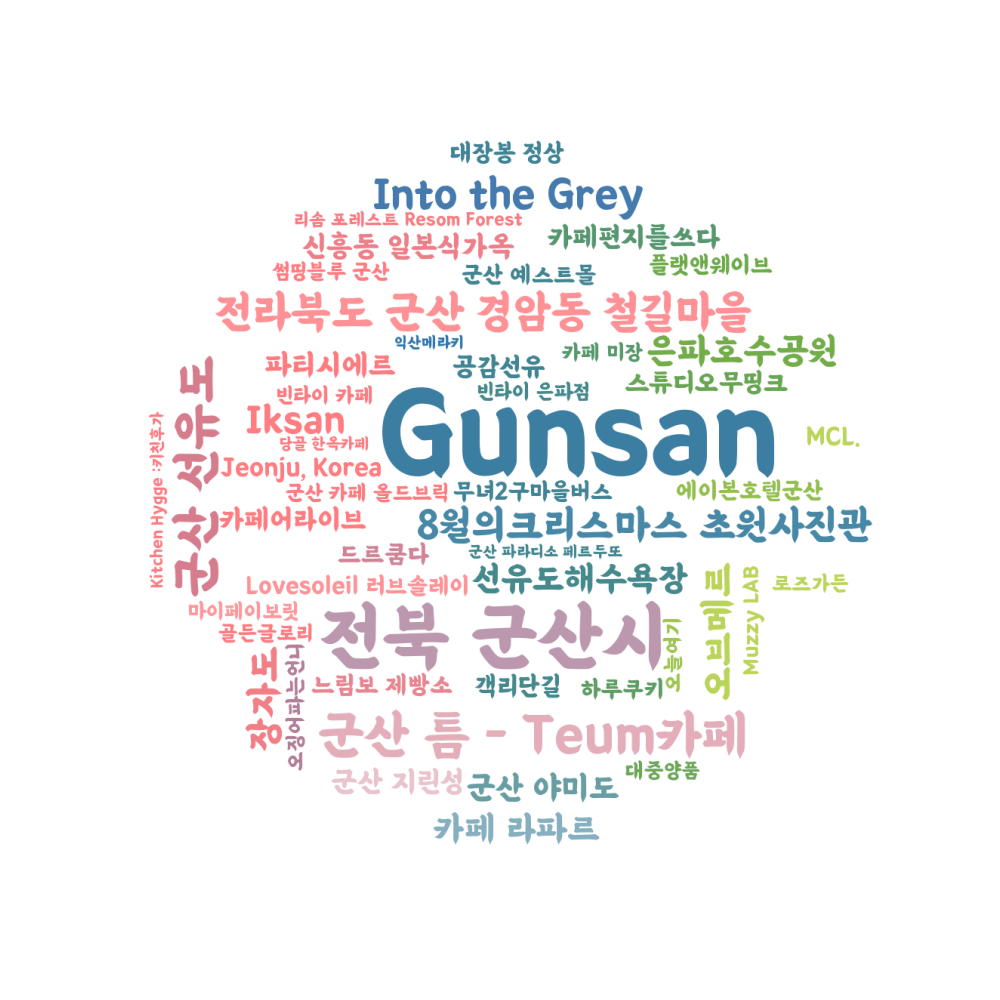 대장봉 정상
Into the Grey
리솜 포레스트 Resom Forest
신흥동 일본식가옥
카페편지를쓰다
플랫앤웨이브
썸띵블루 군산
군산 예스트몰
전라북도 군산 경암동 철길마을
익산메라키
카페 미장
은파호수공원
파티시에르
공감선유
스튜디오무띵크
빈타이 카페
빈타이 은파점
Gunsan
Iksan
당골 한옥카페
MCL.
Jeonju, Korea
군산 선유도
Kitchen Hygge :키친후가
군산 카페 올드브릭
무녀2구마을버스
에이본호텔군산
카페어라이브
8월의크리스마스 초원사진관
드르쿰다
군산 파라디소 페르두또
Lovesoleil 러브솔레이
선유도해수욕장
오브메르
Muzzy LAB
로즈가든
마이페이보릿
골든글로리
전북 군산시
오늘여기
장자도
오징어파는언니
느림보 제빵소
객리단길
하루쿠키
군산 틈 - Teum카페
군산 지린성
군산 야미도
대중양품
카페 라파르